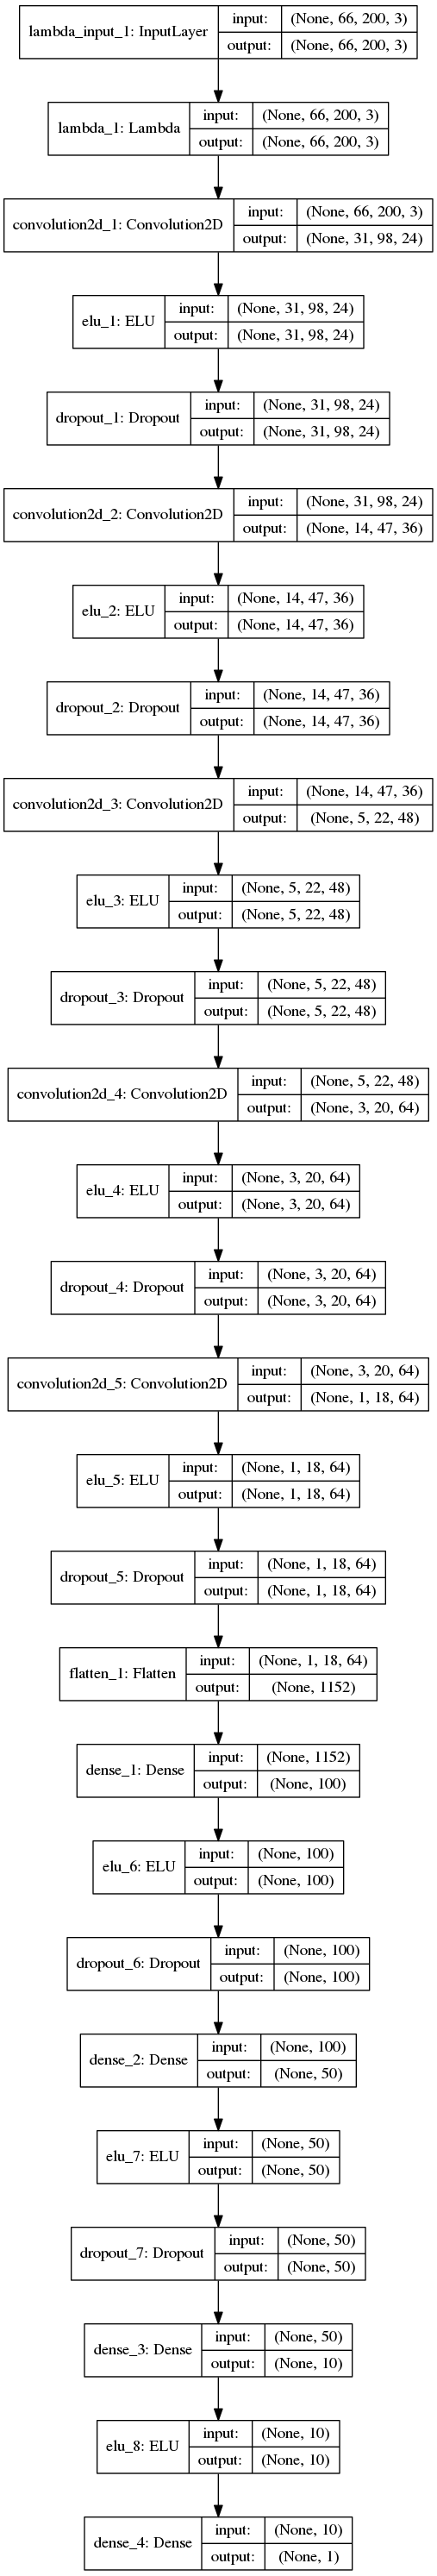 lambda_input_1: InputLayer
input: (None, 66, 200, 3)
output: (None, 66, 200, 3)
lambda_1: Lambda
input: (None, 66, 200, 3)
output: (None, 66, 200, 3)
convolution2d_1: Convolution2D
input: (None, 66, 200, 3)
output: (None, 31, 98, 24)
elu_1: ELU
input: (None, 31, 98, 24)
output: (None, 31, 98, 24)
dropout_1: Dropout
input: (None, 31, 98, 24)
output: (None, 31, 98, 24)
convolution2d_2: Convolution2D
input: (None, 31, 98, 24)
output: (None, 14, 47, 36)
elu_2: ELU
input: (None, 14, 47, 36)
output: (None, 14, 47, 36)
dropout_2: Dropout
input: (None, 14, 47, 36)
output: (None, 14, 47, 36)
convolution2d_3: Convolution2D
input: (None, 14, 47, 36)
output: (None, 5, 22, 48)
elu_3: ELU
input: (None, 5, 22, 48)
output: (None, 5, 22, 48)
dropout_3: Dropout
input: (None, 5, 22, 48)
output: (None, 5, 22, 48)
convolution2d_4: Convolution2D
input: (None, 5, 22, 48)
output: (None, 3, 20, 64)
elu_4: ELU
input: (None, 3, 20, 64)
output: (None, 3, 20, 64)
dropout_4: Dropout
input: (None, 3, 20, 64)
output: (None, 3, 20, 64)
convolution2d_5: Convolution2D
input: (None, 3, 20, 64)
output: (None, 1, 18, 64)
elu_5: ELU
input: (None, 1, 18, 64)
output: (None, 1, 18, 64)
dropout_5: Dropout
input: (None, 1, 18, 64)
output: (None, 1, 18, 64)
flatten_1: Flatten
input: (None, 1, 18, 64)
output: (None, 1152)
dense_1: Dense
input: (None, 1152)
output: (None, 100)
elu_6: ELU
input: (None, 100)
output: (None, 100)
dropout_6: Dropout
input: (None, 100)
output: (None, 100)
dense_2: Dense
input: (None, 100)
output: (None, 50)
elu_7: ELU
input: (None, 50)
output: (None, 50)
dropout_7: Dropout
input: (None, 50)
output: (None, 50)
dense_3: Dense
input: (None, 50)
output: (None, 10)
elu_8: ELU
input: (None, 10)
output: (None, 10)
dense_4: Dense
input: (None, 10)
output: (None, 1)